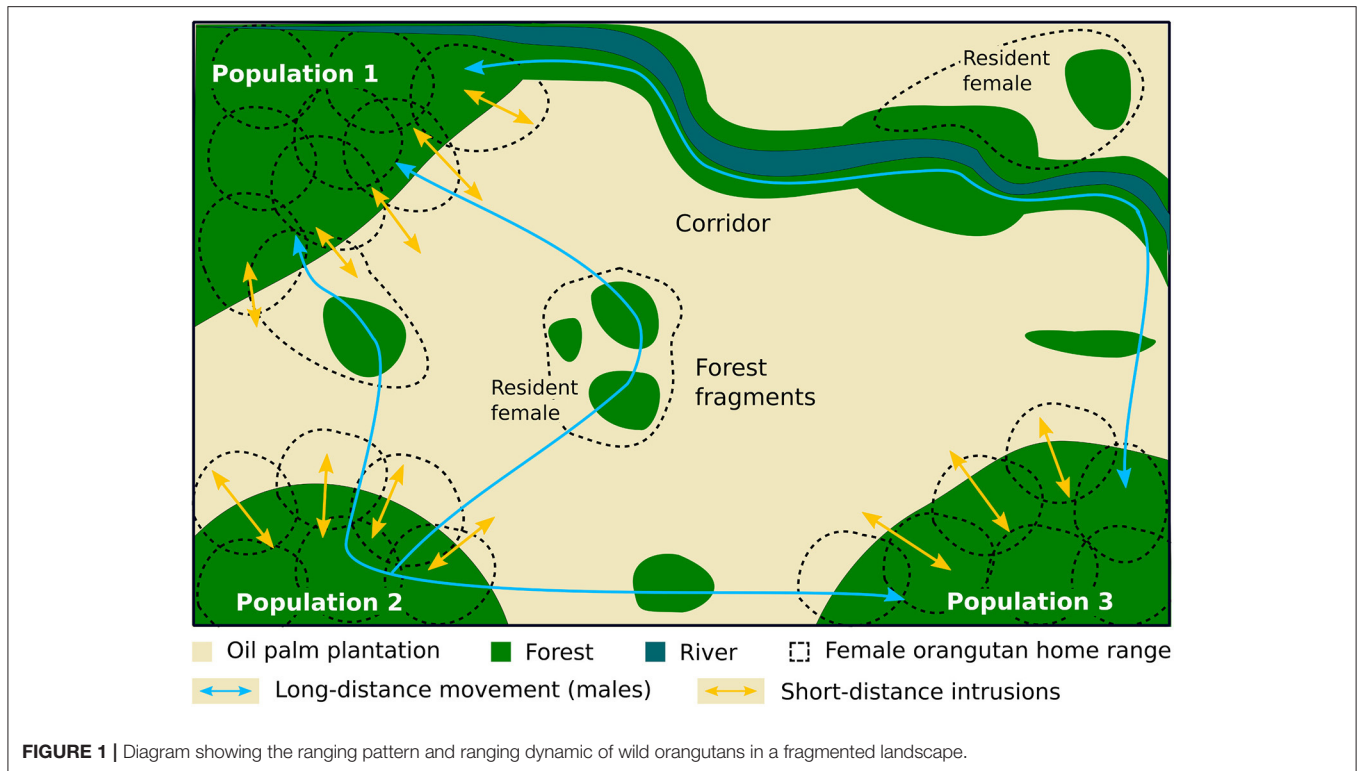 Population 1
Resident
female
Corridor
Resident
female
Forest
fragments
Population 2
Population 3
Oil palm plantation
Forest
River
Female orangutan home range
Long-distance movement (males)
Short-distance intrusions
FIGURE 1 | Diagram showing the ranging pattern and ranging dynamic of wild orangutans in a fragmented landscape.